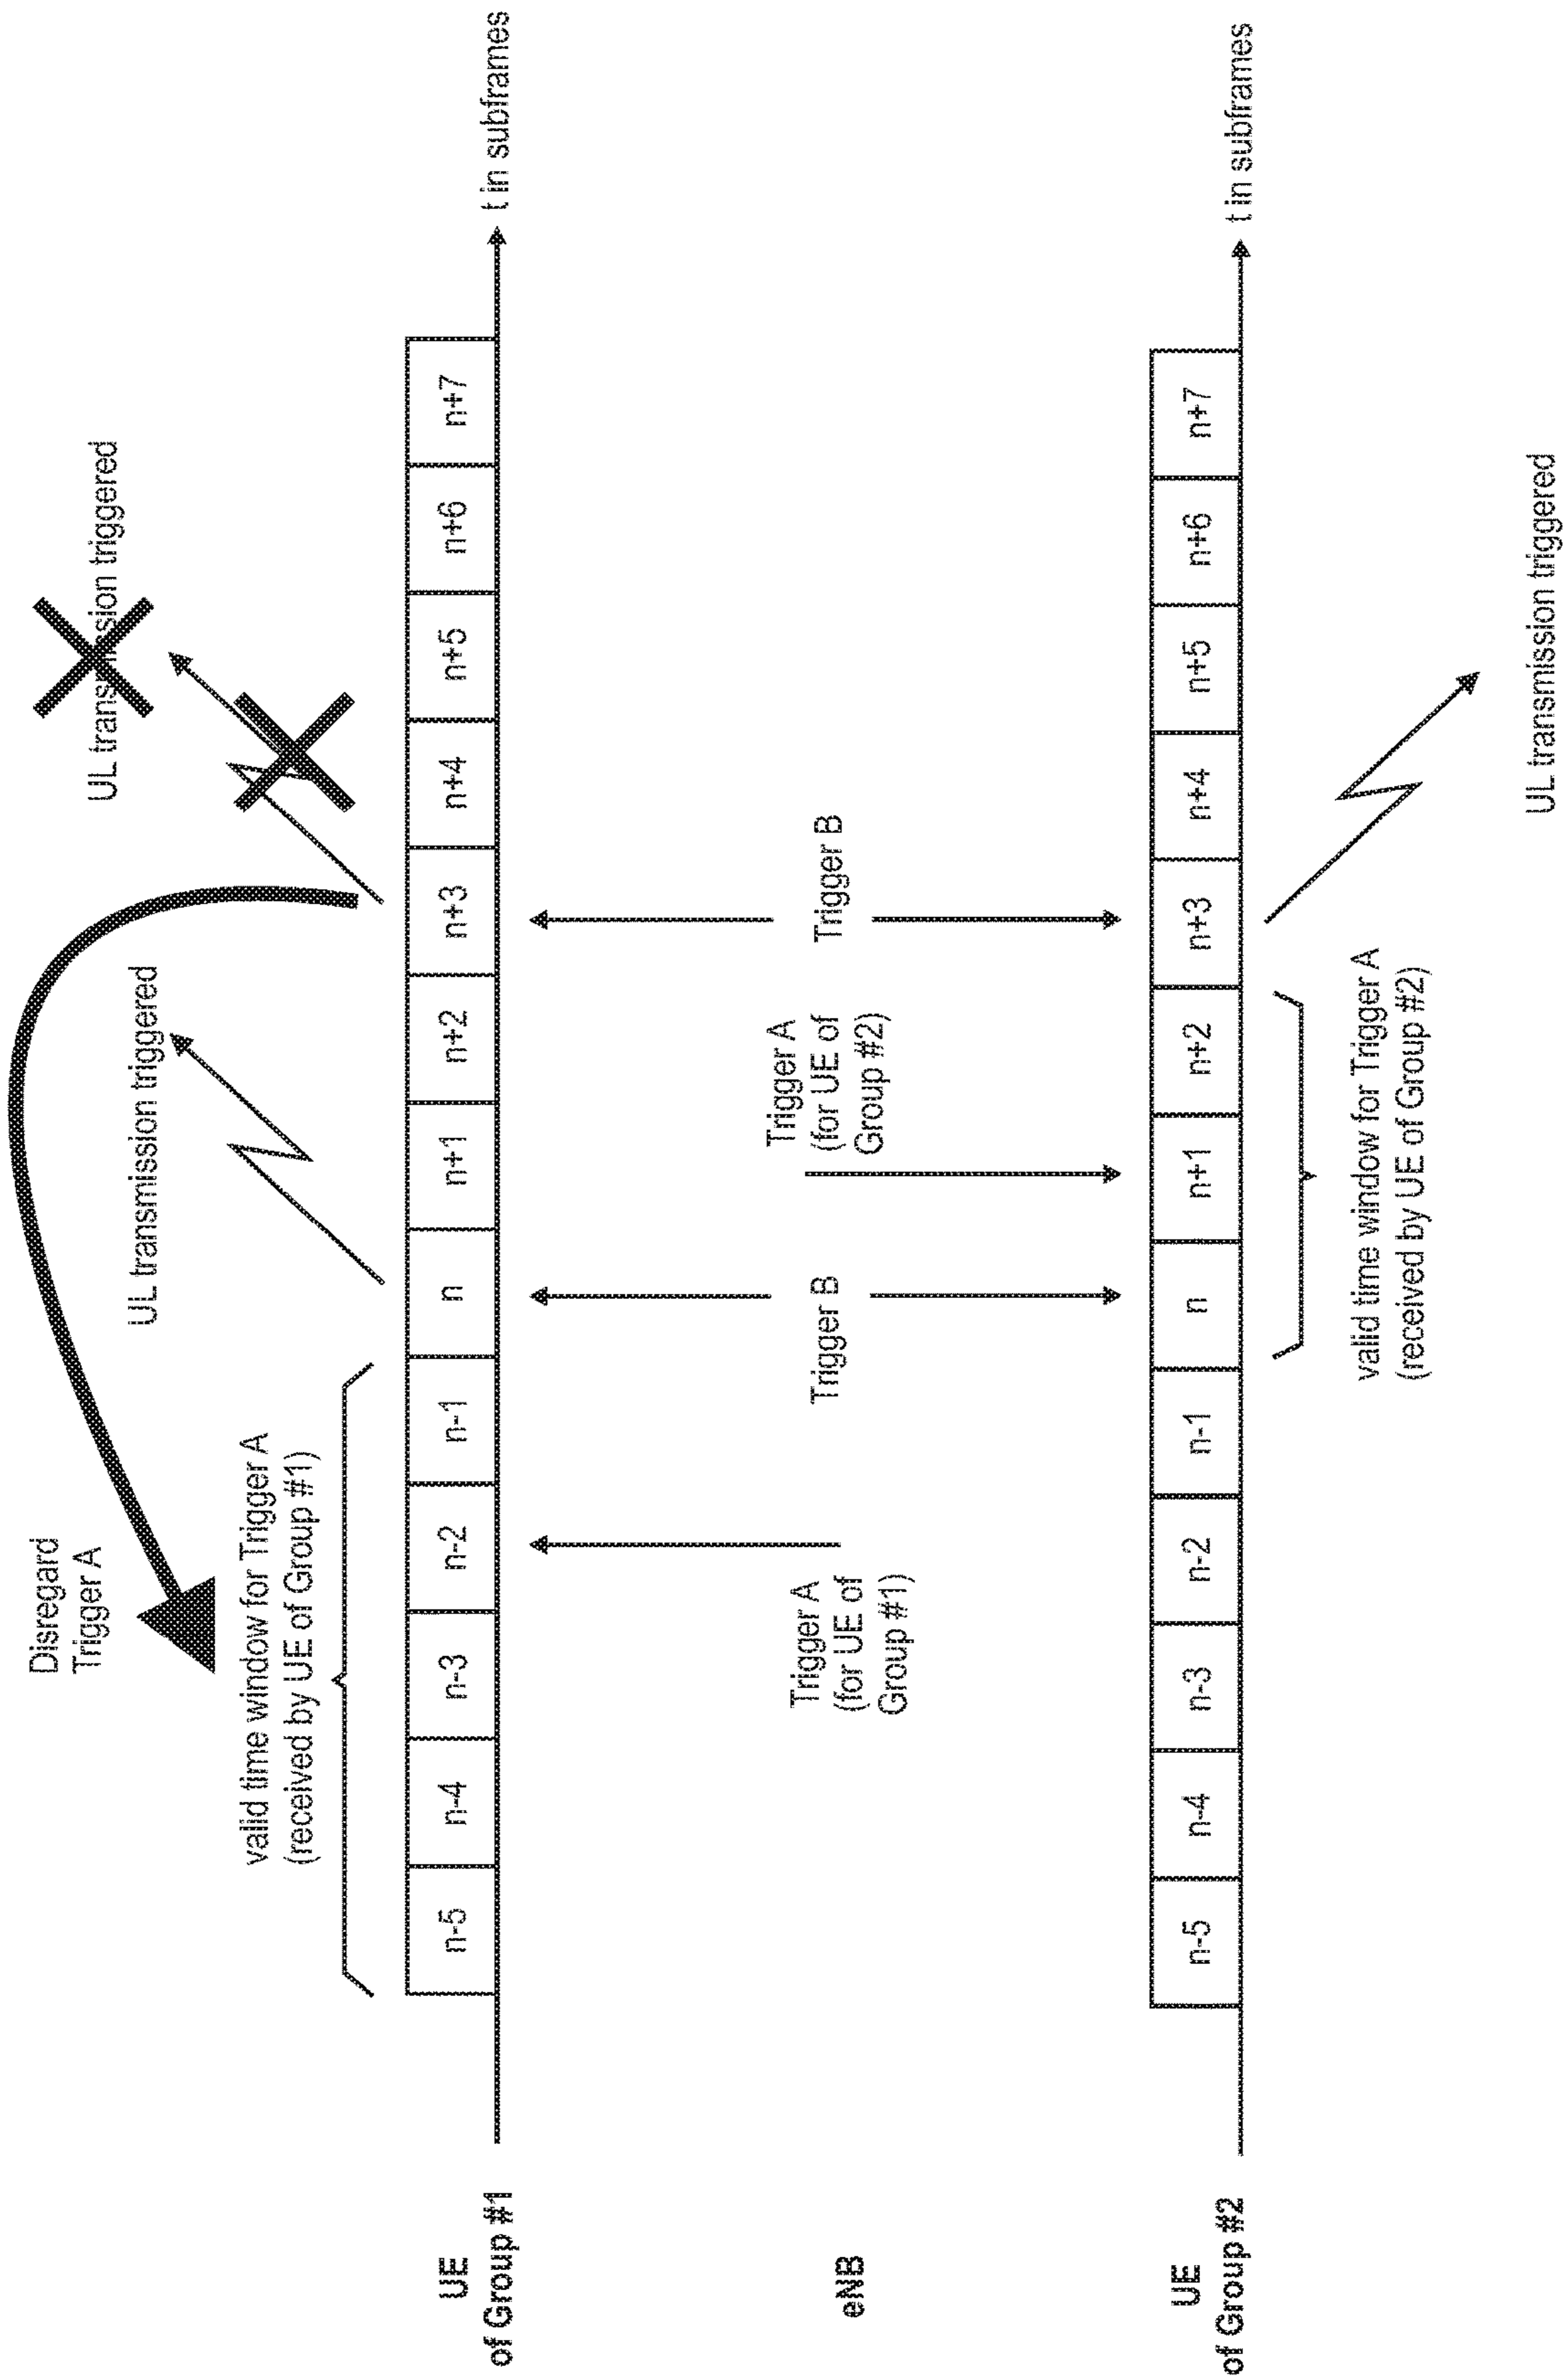 Disregard
Trigger A
UL transmission triggered
UL transmission triggered
valid time window for Trigger A
(received by UE of Group #1)
UE
of Group #1
n-5
n-4
n-3
n-2
n-1
n
n+1
n+2
n+3
n+4
n+5
n+6
n+7
t in subframes
eNB
Trigger A
(for UE of
Group #1)
Trigger B
Trigger A
(for UE of
Group #2)
Trigger B
UE
of Group #2
n-5
n-4
n-3
n-2
n-1
n
n+1
n+2
n+3
n+4
n+5
n+6
n+7
t in subframes
valid time window for Trigger A
(received by UE of Group #2)
UL transmission triggered